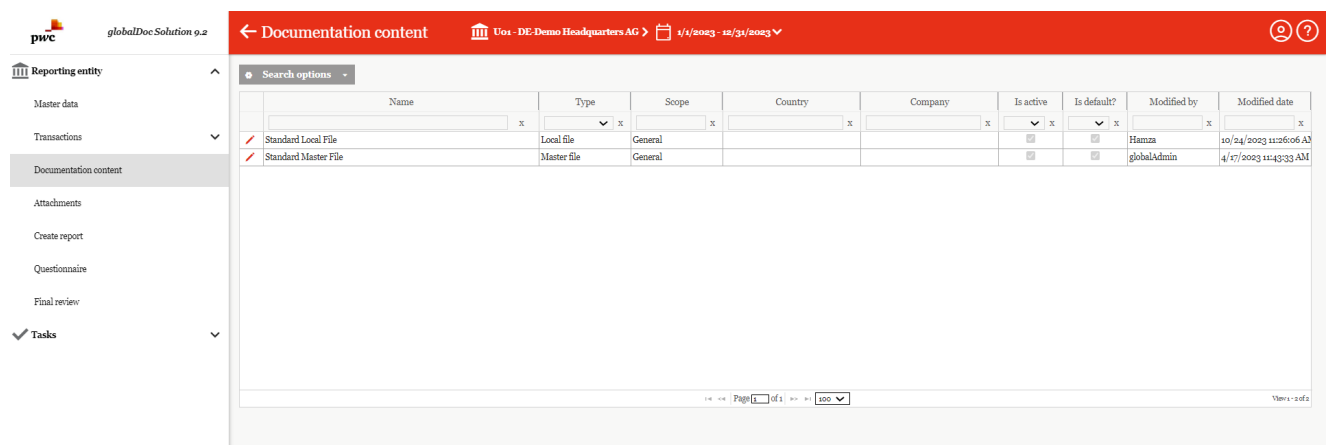 pwc
globalDoc Solution 9.2
Documentation content
U01 - DE-Demo Headquarters AG
1/1/2023 - 12/31/2023
?
Reporting entity
Master data
Transactions
Documentation content
Attachments
Create report
Questionnaire
Final review
Tasks
Search options
Name Type Scope Country Company Is active Is default? Modified by Modified date
x x x x x x x x x
Standard Local File Local file General Hamza 10/24/2023 11:26:06 AM
Standard Master File Master file General globalAdmin 4/17/2023 11:43:33 AM
Page 1 of 1 100
View 1 - 2 of 2